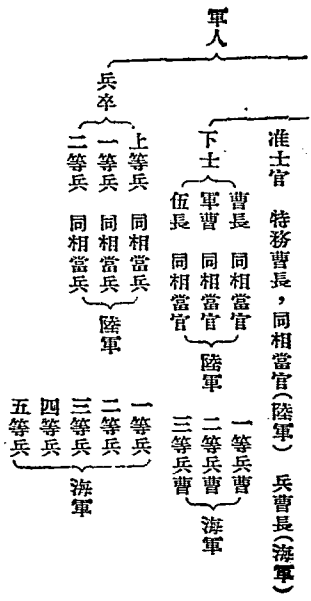 軍人
准士官 特務曹長，同相當官(陸軍) 兵曹長(海軍)
下士
曹長 同相當官
軍曹 同相當官
伍長 同相當官
陸軍
一等兵曹
二等兵曹
三等兵曹
海軍
兵卒
上等兵 同相當兵
一等兵 同相當兵
二等兵 同相當兵
陸軍
一等兵
二等兵
三等兵
四等兵
五等兵
海軍